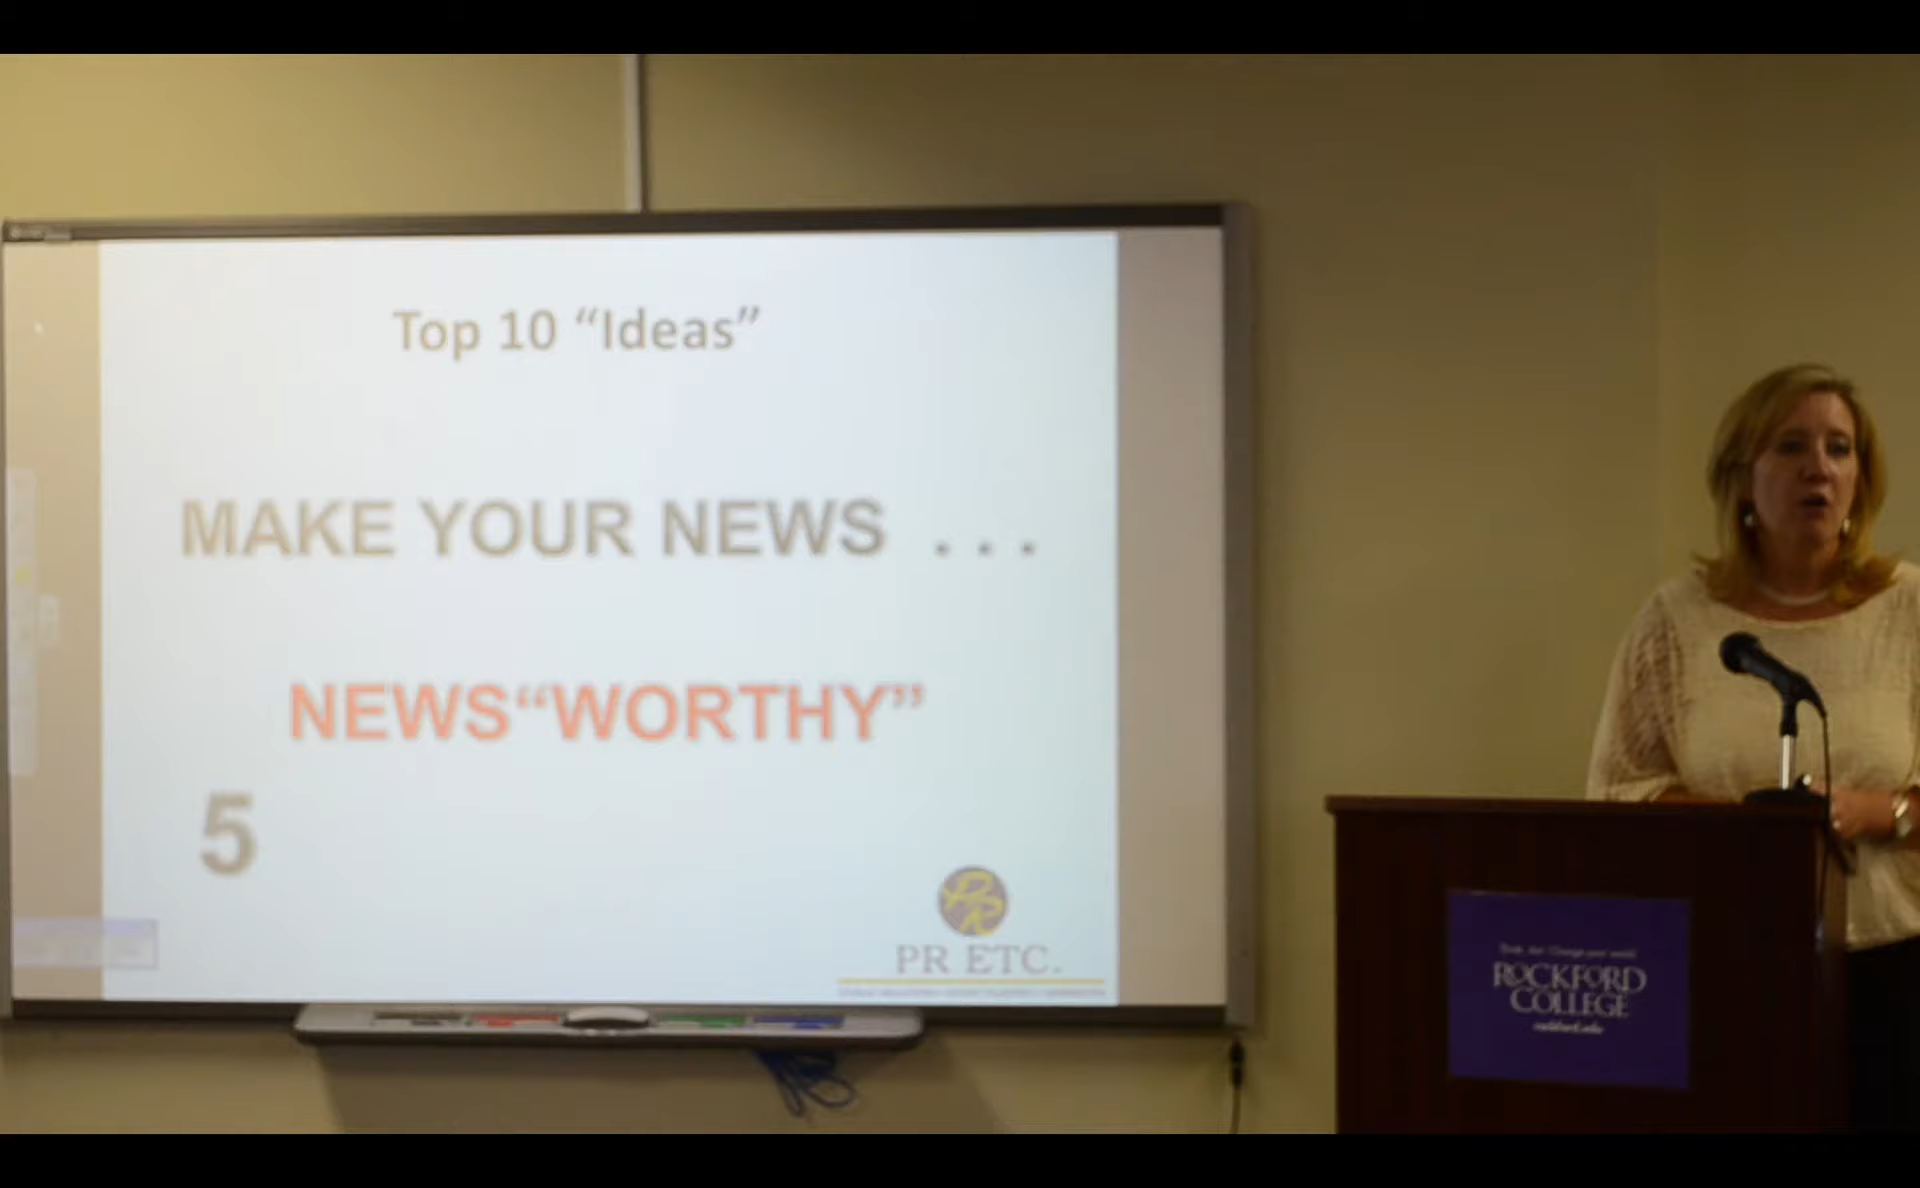 Top 10 “Ideas”
MAKE YOUR NEWS . . .
NEWS“WORTHY”
5
PR ETC.
ROCKFORD
COLLEGE